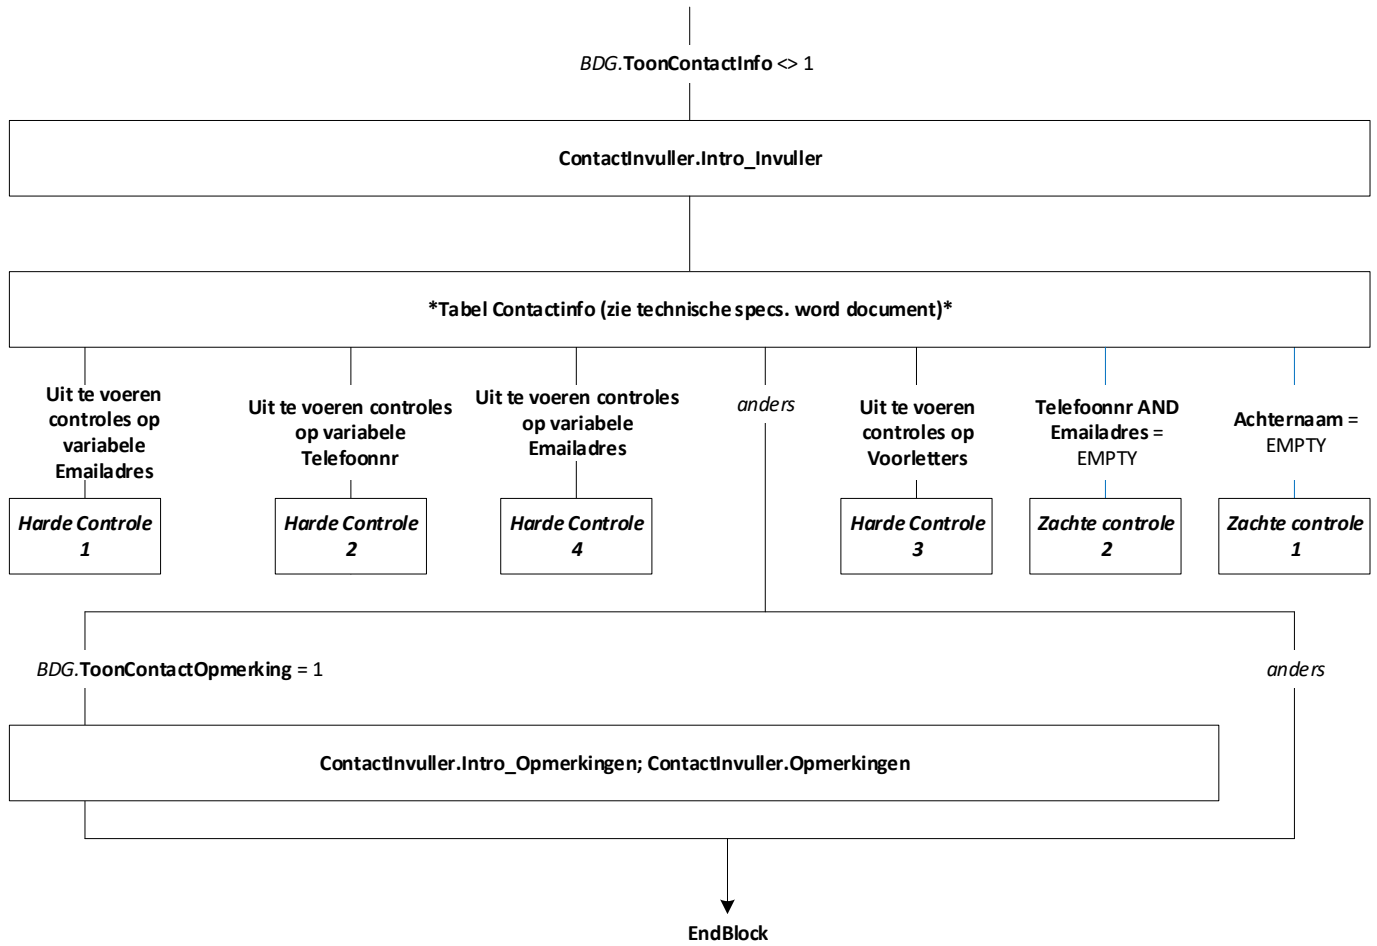 BDG.ToonContactInfo <> 1
ContactInvuller.Intro_Invuller
*Tabel Contactinfo (zie technische specs. word document)*
Uit te voeren
controles op
variabele
Emailadres
Uit te voeren controles
op variabele
Telefoonnr
Uit te voeren controles
op variabele
Emailadres
anders
Uit te voeren
controles op
Voorletters
Telefoonnr AND
Emailadres =
EMPTY
Achternaam =
EMPTY
Harde Controle
1
Harde Controle
2
Harde Controle
4
Harde Controle
3
Zachte controle
2
Zachte controle
1
BDG.ToonContactOpmerking = 1
anders
ContactInvuller.Intro_Opmerkingen; ContactInvuller.Opmerkingen
EndBlock